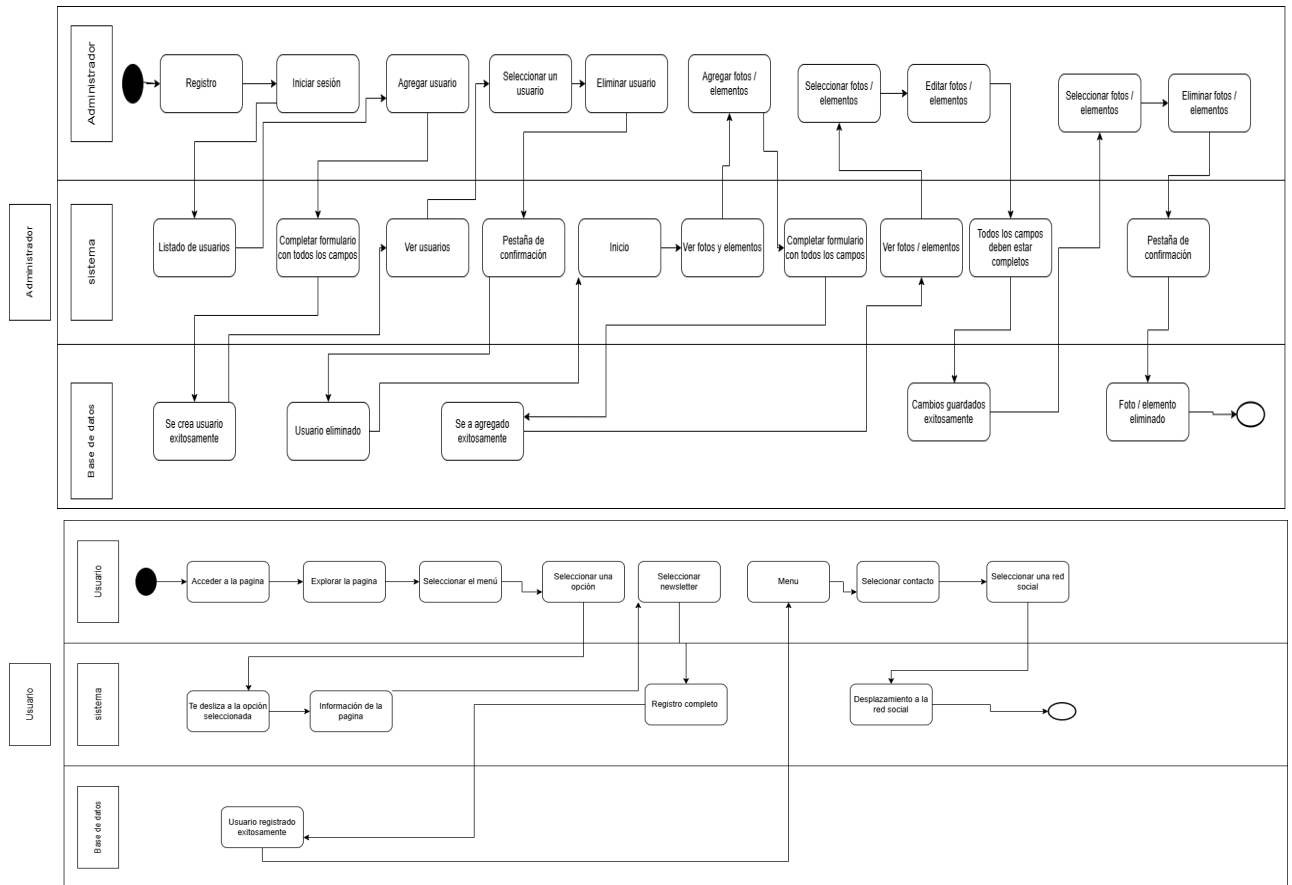 Administrador
Administrador
Registro
Iniciar sesión
Agregar usuario
Seleccionar un
usuario
Eliminar usuario
Agregar fotos /
elementos
Seleccionar fotos /
elementos
Editar fotos /
elementos
Seleccionar fotos /
elementos
Eliminar fotos /
elementos
sistema
Listado de usuarios
Completar formulario
con todos los campos
Ver usuarios
Pestaña de
confirmación
Inicio
Ver fotos y elementos
Completar formulario
con todos los campos
Ver fotos / elementos
Todos los campos
deben estar
completos
Pestaña de
confirmación
Base de datos
Se crea usuario
exitosamente
Usuario eliminado
Se a agregado
exitosamente
Cambios guardados
exitosamente
Foto / elemento
eliminado
Usuario
Usuario
Acceder a la pagina
Explorar la pagina
Seleccionar el menú
Seleccionar una
opción
Seleccionar
newsletter
Menu
Selecionar contacto
Seleccionar una red
social
sistema
Te desliza a la opción
seleccionada
Información de la
pagina
Registro completo
Desplazamiento a la
red social
Base de datos
Usuario registrado
exitosamente